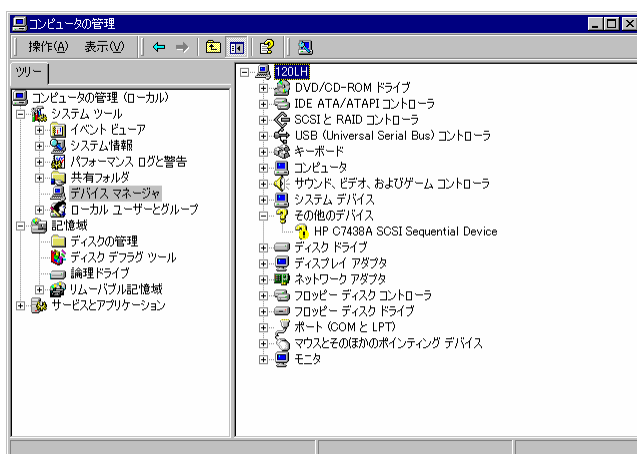 コンピュータの管理
操作(A) 表示(V)
ツリー
コンピュータの管理 (ローカル)
システム ツール
イベント ビューア
システム情報
パフォーマンス ログと警告
共有フォルダ
デバイス マネージャ
ローカル ユーザーとグループ
記憶域
ディスクの管理
ディスク デフラグ ツール
論理ドライブ
リムーバブル記憶域
サービスとアプリケーション
120LH
DVD/CD-ROM ドライブ
IDE ATA/ATAPI コントローラ
SCSI と RAID コントローラ
USB (Universal Serial Bus) コントローラ
キーボード
コンピュータ
サウンド、ビデオ、およびゲーム コントローラ
システム デバイス
その他のデバイス
HP C7438A SCSI Sequential Device
ディスク ドライブ
ディスプレイ アダプタ
ネットワーク アダプタ
フロッピー ディスク コントローラ
フロッピー ディスク ドライブ
ポート (COM と LPT)
マウスとそのほかのポインティング デバイス
モニタ